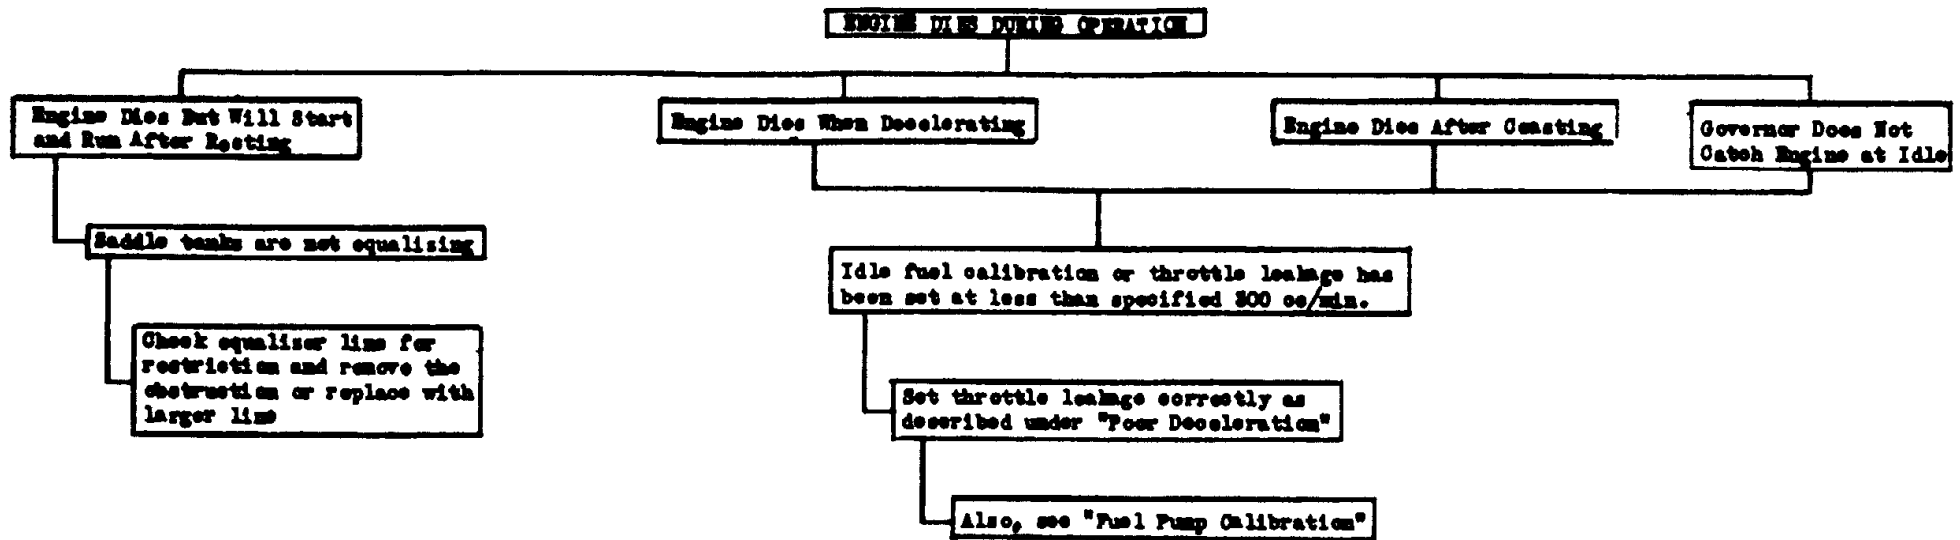 ENGINE DIES DURING OPERATION
Engine Dies But Will Start
and Run After Resting
Engine Dies When Decelerating
Engine Dies After Coasting
Governor Does Not
Catch Engine at Idle
Saddle tanks are not equalizing
Idle fuel calibration or throttle leakage has
been set at less than specified 300 cc/min.
Check equalizer line for
restriction and remove the
obstruction or replace with
larger line
Set throttle leakage correctly as
described under "Poor Deceleration"
Also, see "Fuel Pump Calibration"